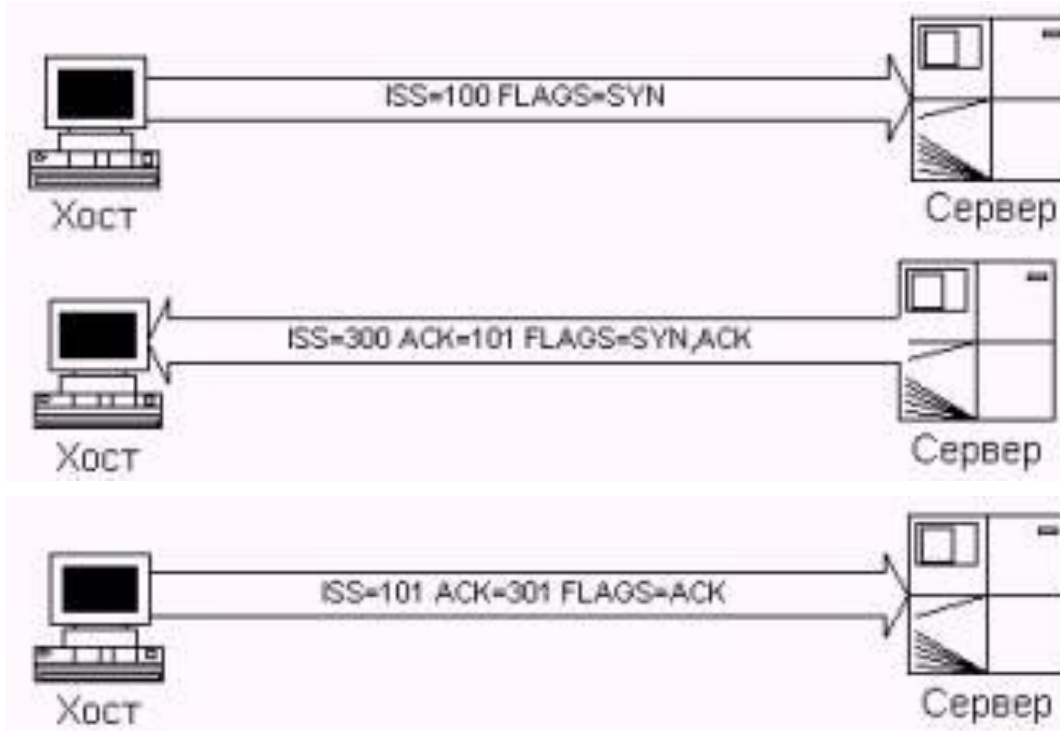 ISS=100 FLAGS=SYN
Хост
Сервер
ISS=300 ACK=101 FLAGS=SYN,ACK
Хост
Сервер
ISS=101 ACK=301 FLAGS=ACK
Хост
Сервер